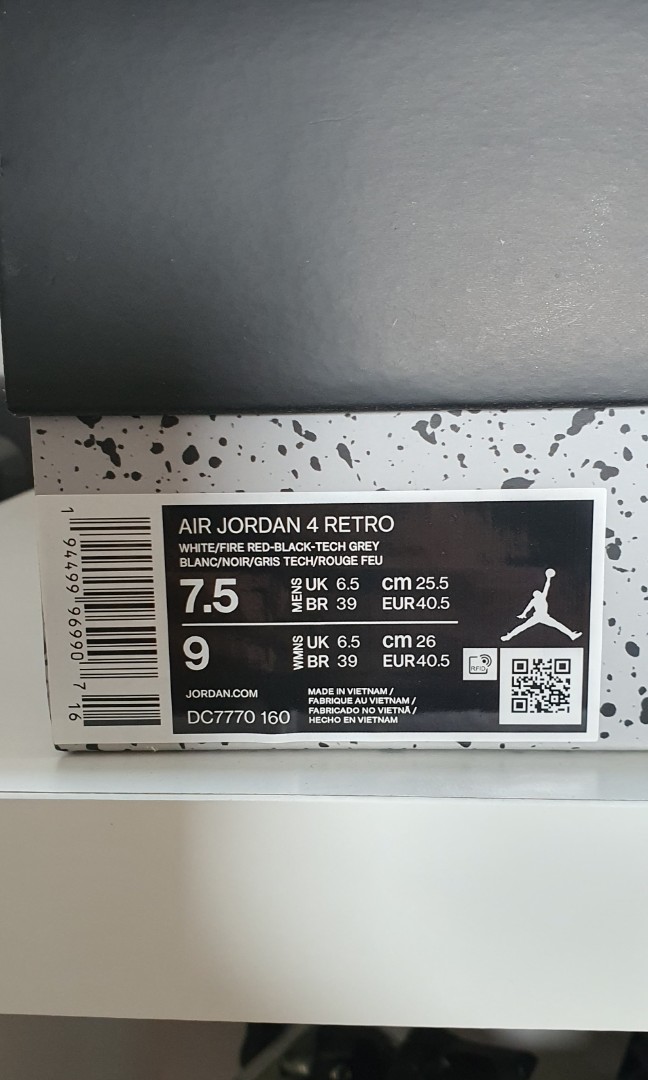 AIR JORDAN 4 RETRO
WHITE/FIRE RED-BLACK-TECH GREY
BLANC/NOIR/GRIS TECH/ROUGE FEU
7.5 MENS UK 6.5 cm 25.5
BR 39 EUR 40.5
9 WMNS UK 6.5 cm 26
BR 39 EUR 40.5
RFID
JORDAN.COM
DC7770 160
MADE IN VIETNAM /
FABRIQUE AU VIETNAM /
FABRICADO NO VIETNÃ /
HECHO EN VIETNAM
1 94499 96990 7 16